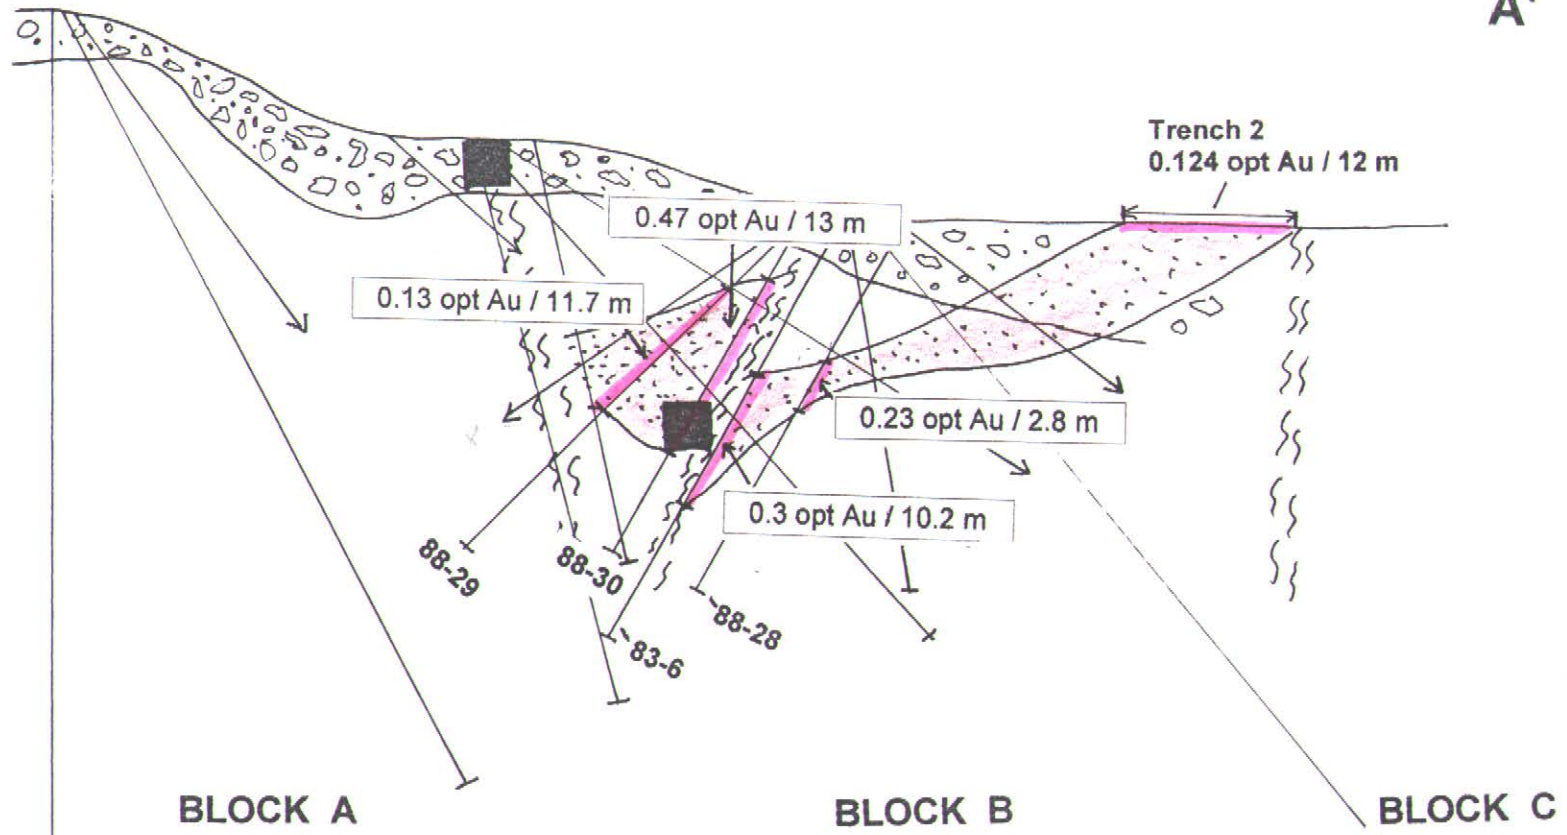 A'
Trench 2
0.124 opt Au / 12 m
0.47 opt Au / 13 m
0.13 opt Au / 11.7 m
0.23 opt Au / 2.8 m
0.3 opt Au / 10.2 m
88-29
88-30
88-28
83-6
BLOCK A
BLOCK B
BLOCK C